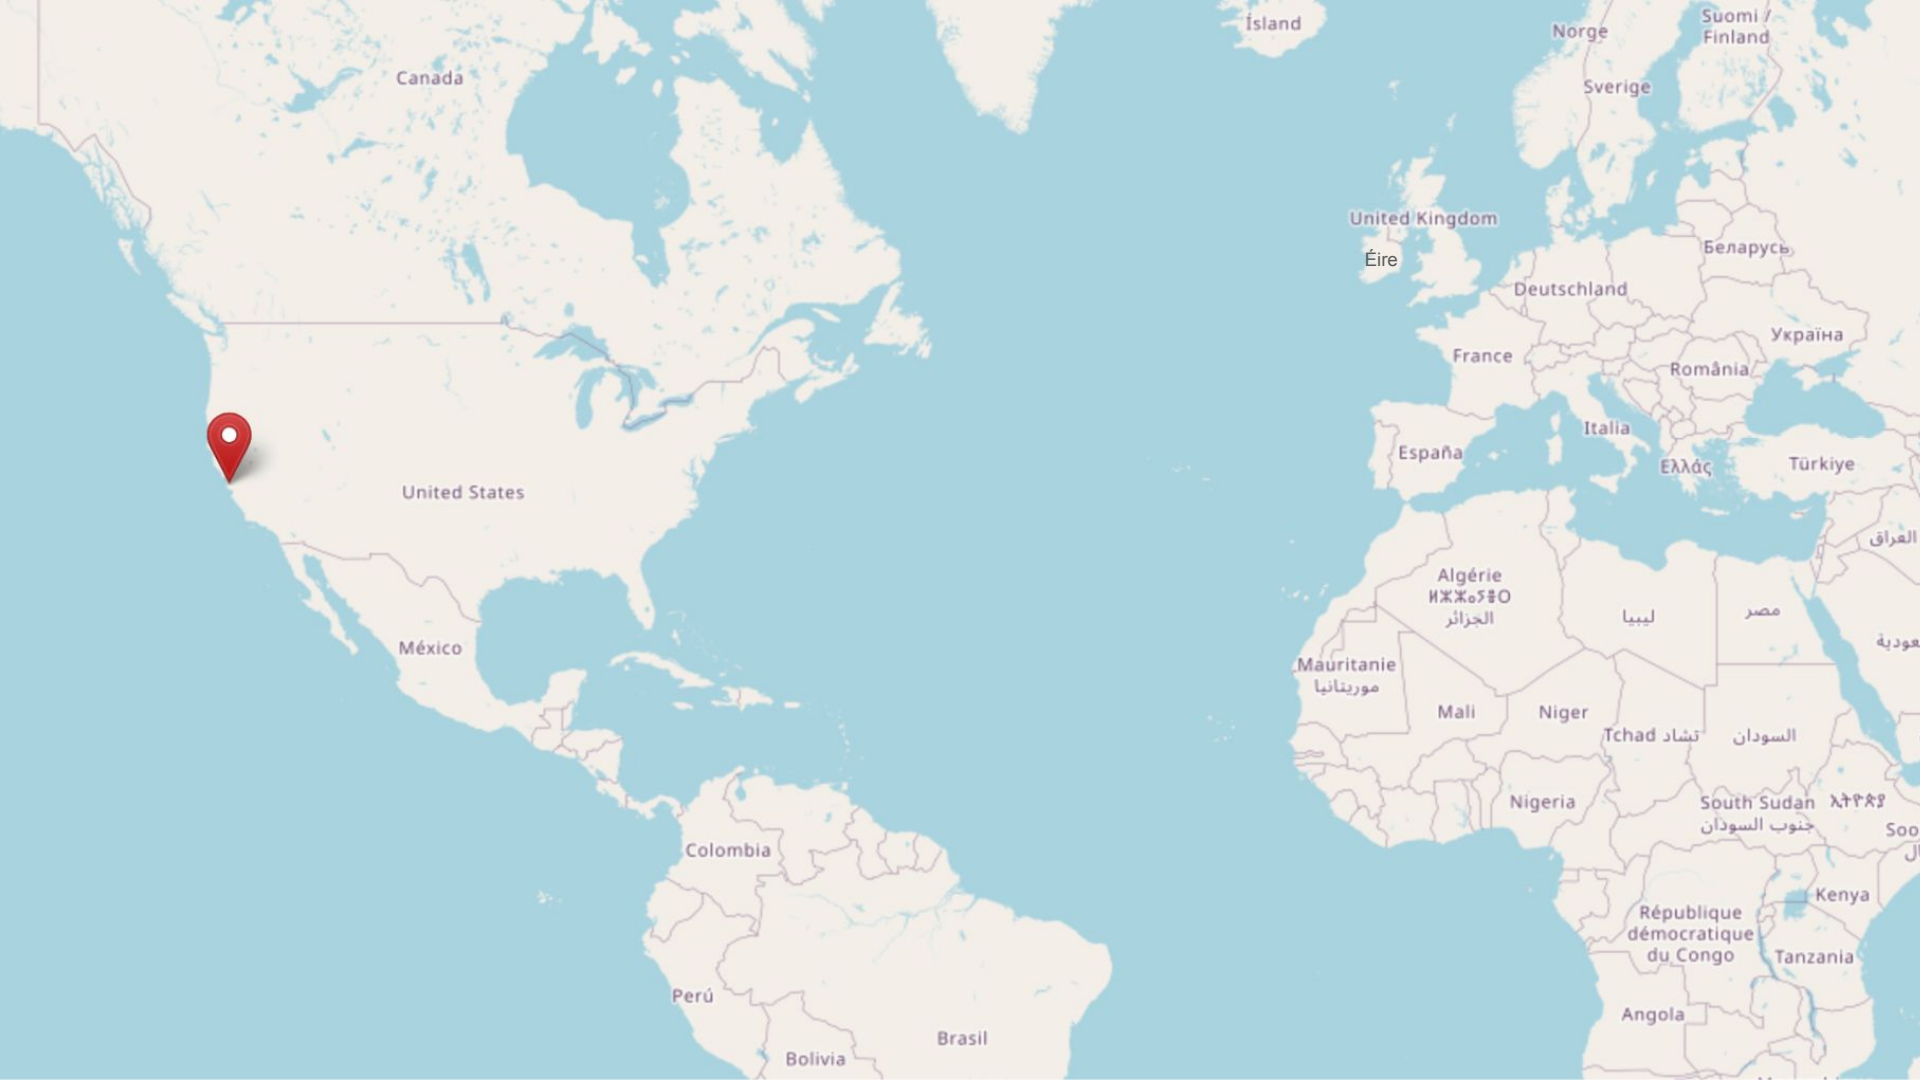 Ísland
Norge
Suomi /
Finland
Canada
Sverige
United Kingdom
Éire
Беларусь
Deutschland
Україна
France
România
Italia
España
Ελλάς
Türkiye
United States
العراق
Algérie
ⵍⵣⵣⴰⵢⴻⵔ
الجزائر
ليبيا
مصر
México
Mauritanie
موريتانيا
Mali
Niger
Tchad تشاد
السودان
Nigeria
South Sudan
جنوب السودان
Colombia
Kenya
République
démocratique
du Congo
Tanzania
Perú
Angola
Brasil
Bolivia